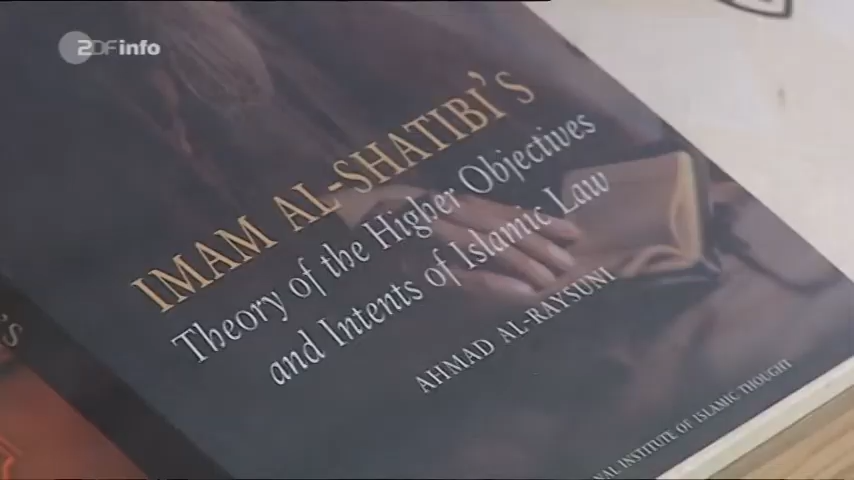 ZDFinfo
IMAM AL-SHATIBI'S
Theory of the Higher Objectives
and Intents of Islamic Law
AHMAD AL-RAYSUNI
INSTITUTE OF ISLAMIC THOUGHT